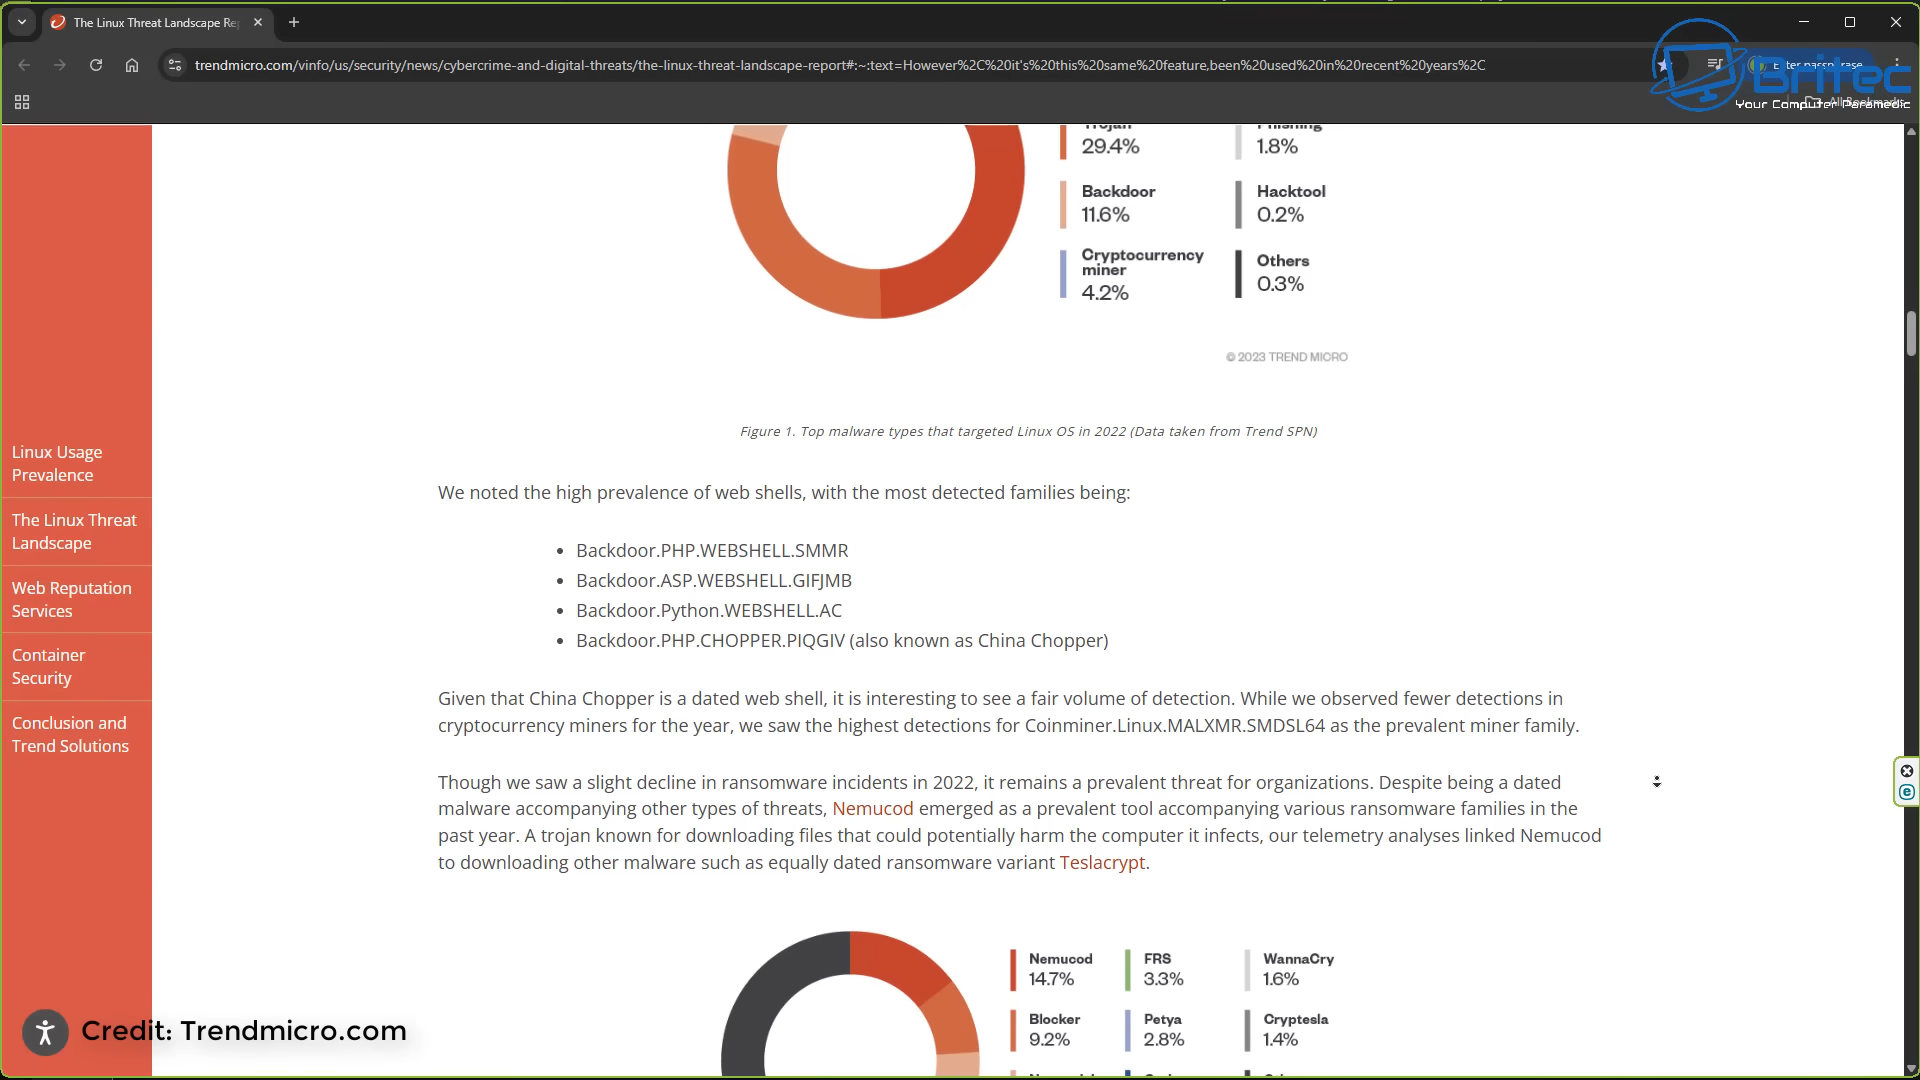 The Linux Threat Landscape Re
trendmicro.com/vinfo/us/security/news/cybercrime-and-digital-threats/the-linux-threat-landscape-report#:~:text=However%2C%20it's%20this%20same%20feature,been%20used%20in%20recent%20years%2C
Enter passphrase
Britec
All Bookmarks
Your Computer Paramedic
Trojan
29.4%
Phishing
1.8%
Backdoor
11.6%
Hacktool
0.2%
Cryptocurrency
miner
4.2%
Others
0.3%
© 2023 TREND MICRO
Figure 1. Top malware types that targeted Linux OS in 2022 (Data taken from Trend SPN)
Linux Usage
Prevalence
The Linux Threat
Landscape
Web Reputation
Services
Container
Security
Conclusion and
Trend Solutions
We noted the high prevalence of web shells, with the most detected families being:
• Backdoor.PHP.WEBSHELL.SMMR
• Backdoor.ASP.WEBSHELL.GIFJMB
• Backdoor.Python.WEBSHELL.AC
• Backdoor.PHP.CHOPPER.PIQGIV (also known as China Chopper)
Given that China Chopper is a dated web shell, it is interesting to see a fair volume of detection. While we observed fewer detections in
cryptocurrency miners for the year, we saw the highest detections for Coinminer.Linux.MALXMR.SMDSL64 as the prevalent miner family.
Though we saw a slight decline in ransomware incidents in 2022, it remains a prevalent threat for organizations. Despite being a dated
malware accompanying other types of threats, Nemucod emerged as a prevalent tool accompanying various ransomware families in the
past year. A trojan known for downloading files that could potentially harm the computer it infects, our telemetry analyses linked Nemucod
to downloading other malware such as equally dated ransomware variant Teslacrypt.
Nemucod
14.7%
FRS
3.3%
WannaCry
1.6%
Blocker
9.2%
Petya
2.8%
Cryptesla
1.4%
Credit: Trendmicro.com